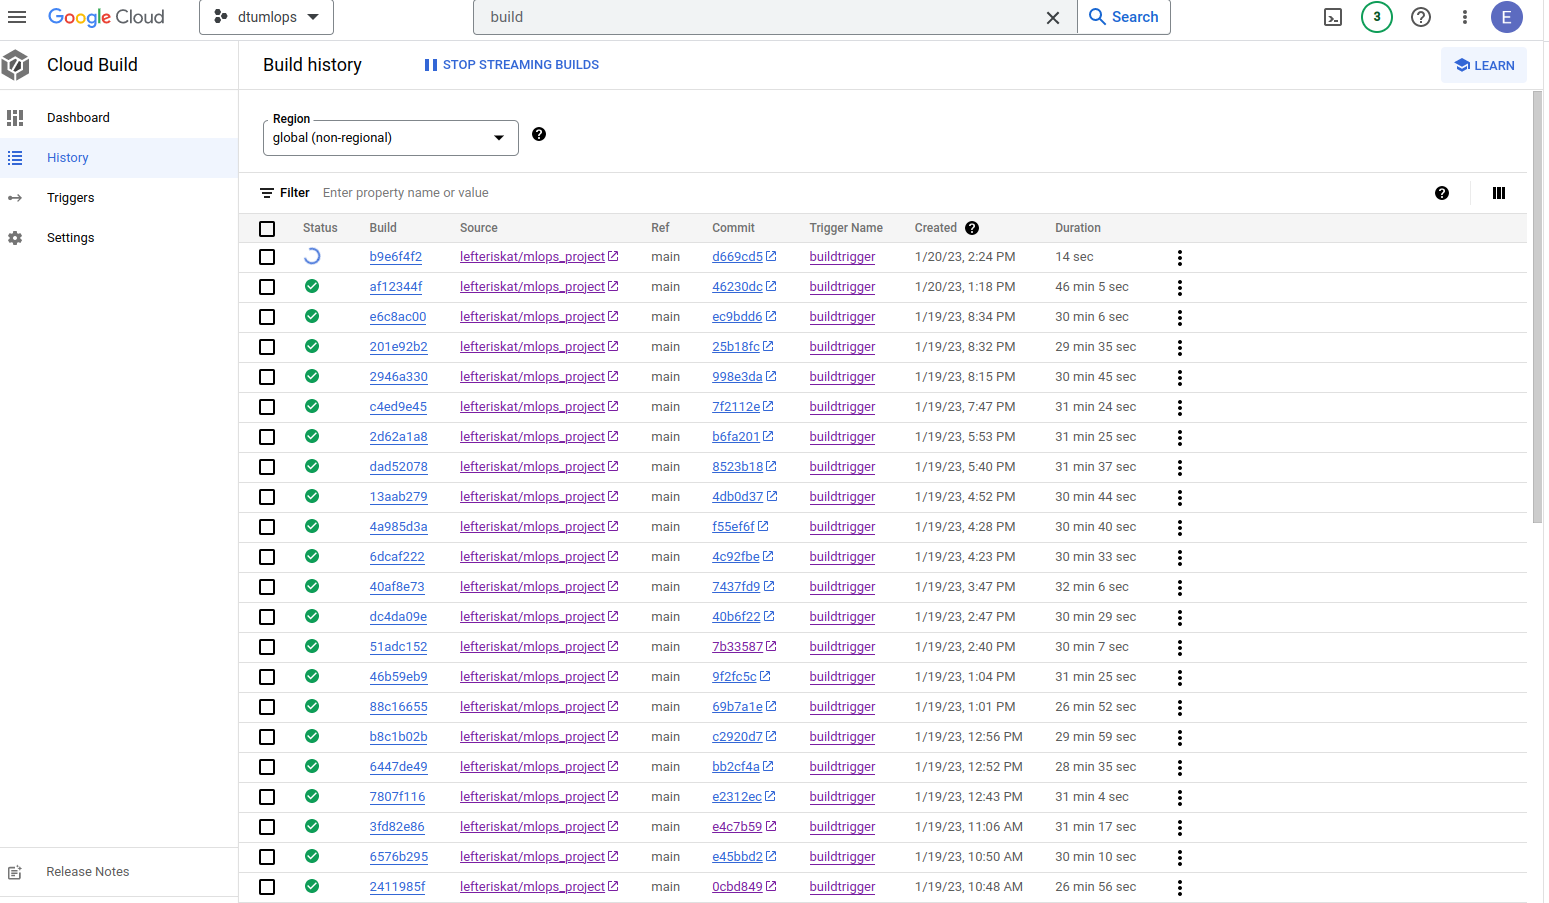 Google Cloud dtumlops build Search 3 E
Cloud Build
Build history STOP STREAMING BUILDS LEARN
Dashboard
History
Triggers
Settings
Release Notes
Region
global (non-regional)
Filter Enter property name or value
Status Build Source Ref Commit Trigger Name Created Duration
b9e6f4f2 lefteriskat/mlops_project main d669cd5 buildtrigger 1/20/23, 2:24 PM 14 sec
af12344f lefteriskat/mlops_project main 46230dc buildtrigger 1/20/23, 1:18 PM 46 min 5 sec
e6c8ac00 lefteriskat/mlops_project main ec9bdd6 buildtrigger 1/19/23, 8:34 PM 30 min 6 sec
201e92b2 lefteriskat/mlops_project main 25b18fc buildtrigger 1/19/23, 8:32 PM 29 min 35 sec
2946a330 lefteriskat/mlops_project main 998e3da buildtrigger 1/19/23, 8:15 PM 30 min 45 sec
c4ed9e45 lefteriskat/mlops_project main 7f2112e buildtrigger 1/19/23, 7:47 PM 31 min 24 sec
2d62a1a8 lefteriskat/mlops_project main b6fa201 buildtrigger 1/19/23, 5:53 PM 31 min 25 sec
dad52078 lefteriskat/mlops_project main 8523b18 buildtrigger 1/19/23, 5:40 PM 31 min 37 sec
13aab279 lefteriskat/mlops_project main 4db0d37 buildtrigger 1/19/23, 4:52 PM 30 min 44 sec
4a985d3a lefteriskat/mlops_project main f55ef6f buildtrigger 1/19/23, 4:28 PM 30 min 40 sec
6dcaf222 lefteriskat/mlops_project main 4c92fbe buildtrigger 1/19/23, 4:23 PM 30 min 33 sec
40af8e73 lefteriskat/mlops_project main 7437fd9 buildtrigger 1/19/23, 3:47 PM 32 min 6 sec
dc4da09e lefteriskat/mlops_project main 40b6f22 buildtrigger 1/19/23, 2:47 PM 30 min 29 sec
51adc152 lefteriskat/mlops_project main 7b33587 buildtrigger 1/19/23, 2:40 PM 30 min 7 sec
46b59eb9 lefteriskat/mlops_project main 9f2fc5c buildtrigger 1/19/23, 1:04 PM 31 min 25 sec
88c16655 lefteriskat/mlops_project main 69b7a1e buildtrigger 1/19/23, 1:01 PM 26 min 52 sec
b8c1b02b lefteriskat/mlops_project main c2920d7 buildtrigger 1/19/23, 12:56 PM 29 min 59 sec
6447de49 lefteriskat/mlops_project main bb2cf4a buildtrigger 1/19/23, 12:52 PM 28 min 35 sec
7807f116 lefteriskat/mlops_project main e2312ec buildtrigger 1/19/23, 12:43 PM 31 min 4 sec
3fd82e86 lefteriskat/mlops_project main e4c7b59 buildtrigger 1/19/23, 11:06 AM 31 min 17 sec
6576b295 lefteriskat/mlops_project main e45bbd2 buildtrigger 1/19/23, 10:50 AM 30 min 10 sec
2411985f lefteriskat/mlops_project main 0cbd849 buildtrigger 1/19/23, 10:48 AM 26 min 56 sec